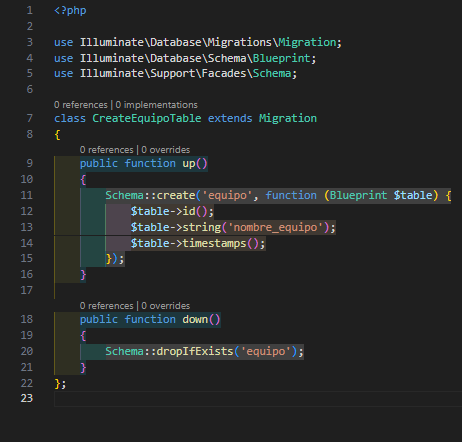 1 <?php
2
3 use Illuminate\Database\Migrations\Migration;
4 use Illuminate\Database\Schema\Blueprint;
5 use Illuminate\Support\Facades\Schema;
6
0 references | 0 implementations
7 class CreateEquipoTable extends Migration
8 {
0 references | 0 overrides
9     public function up()
10     {
11         Schema::create('equipo', function (Blueprint $table) {
12             $table->id();
13             $table->string('nombre_equipo');
14             $table->timestamps();
15         });
16     }
17
0 references | 0 overrides
18     public function down()
19     {
20         Schema::dropIfExists('equipo');
21     }
22 };
23